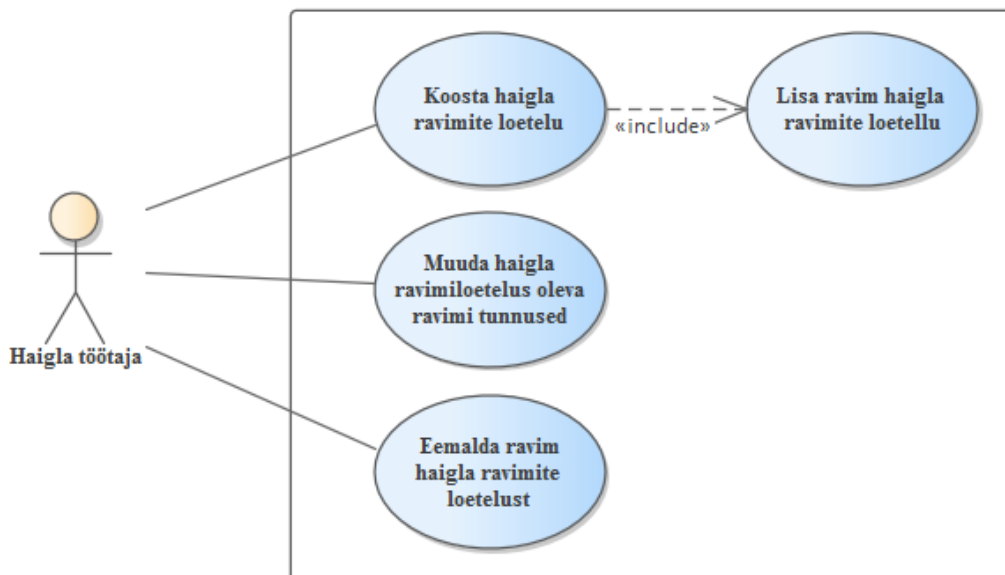 Koosta haigla
ravimite loetelu
«include»
Lisa ravim haigla
ravimite loetellu
Muuda haigla
ravimiloetelus oleva
ravimi tunnused
Haigla töötaja
Eemalda ravim
haigla ravimite
loetelust